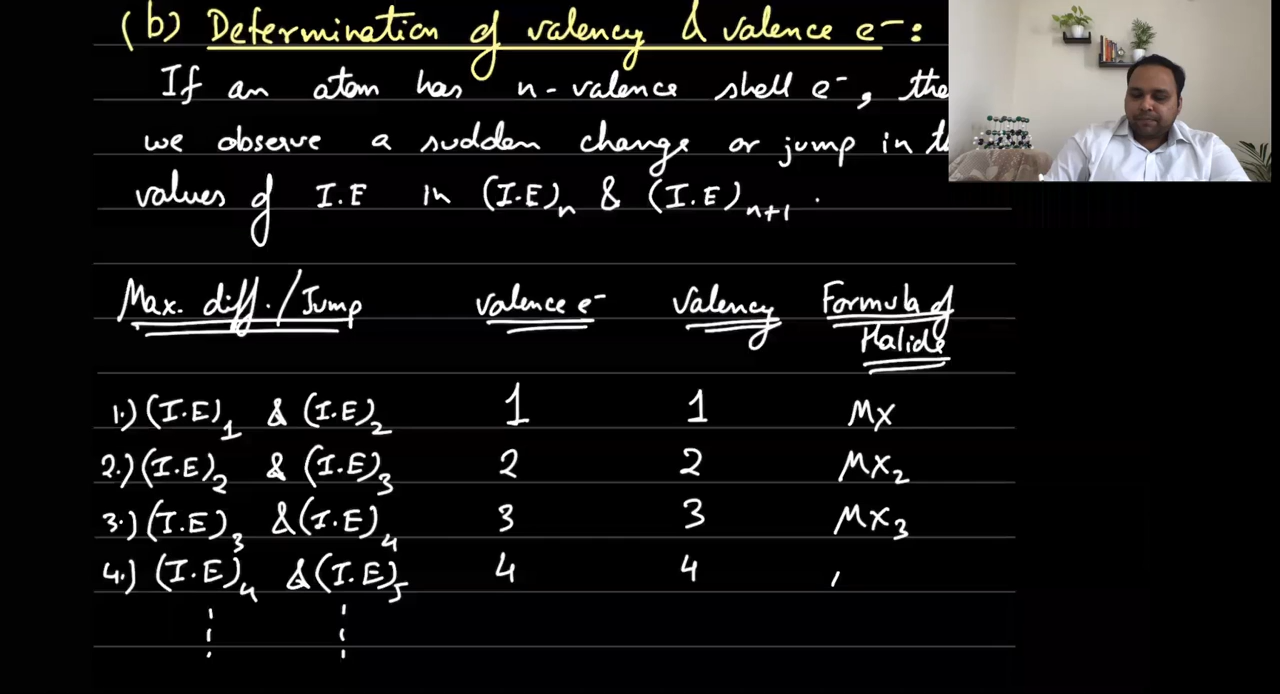 (b) Determination of valency & valence e⁻:
If an atom has n-valence shell e⁻, the
we observe a sudden change or jump in th
values of I.E in (I.E)ₙ & (I.E)ₙ₊₁.
Max. diff./Jump valence e⁻ Valency Formula of Halide
1.) (I.E)₁ & (I.E)₂ 1 1 MX
2.) (I.E)₂ & (I.E)₃ 2 2 MX₂
3.) (I.E)₃ & (I.E)₄ 3 3 MX₃
4.) (I.E)₄ & (I.E)₅ 4 4